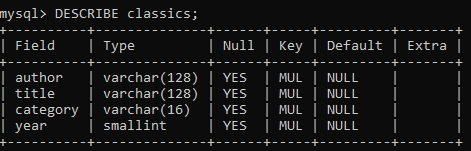 mysql> DESCRIBE classics;
+----------+--------------+------+-----+---------+-------+
| Field    | Type         | Null | Key | Default | Extra |
+----------+--------------+------+-----+---------+-------+
| author   | varchar(128) | YES  | MUL | NULL    |       |
| title    | varchar(128) | YES  | MUL | NULL    |       |
| category | varchar(16)  | YES  | MUL | NULL    |       |
| year     | smallint     | YES  | MUL | NULL    |       |
+----------+--------------+------+-----+---------+-------+